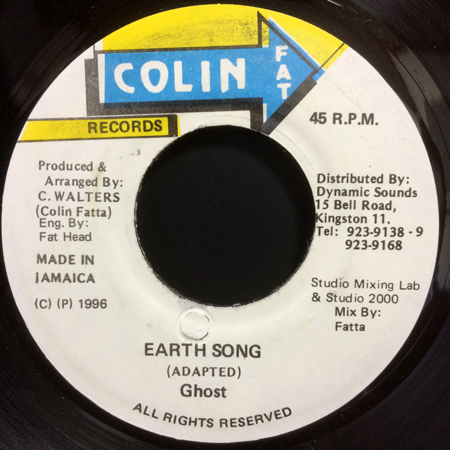 COLIN
FAT
RECORDS
45 R.P.M.
Produced &
Arranged By:
C. WALTERS
(Colin Fatta)
Eng. By:
Fat Head
MADE IN
JAMAICA
(C) (P) 1996
Distributed By:
Dynamic Sounds
15 Bell Road,
Kingston 11.
Tel: 923-9138 - 9
923-9168
Studio Mixing Lab
& Studio 2000
Mix By:
Fatta
EARTH SONG
(ADAPTED)
Ghost
ALL RIGHTS RESERVED